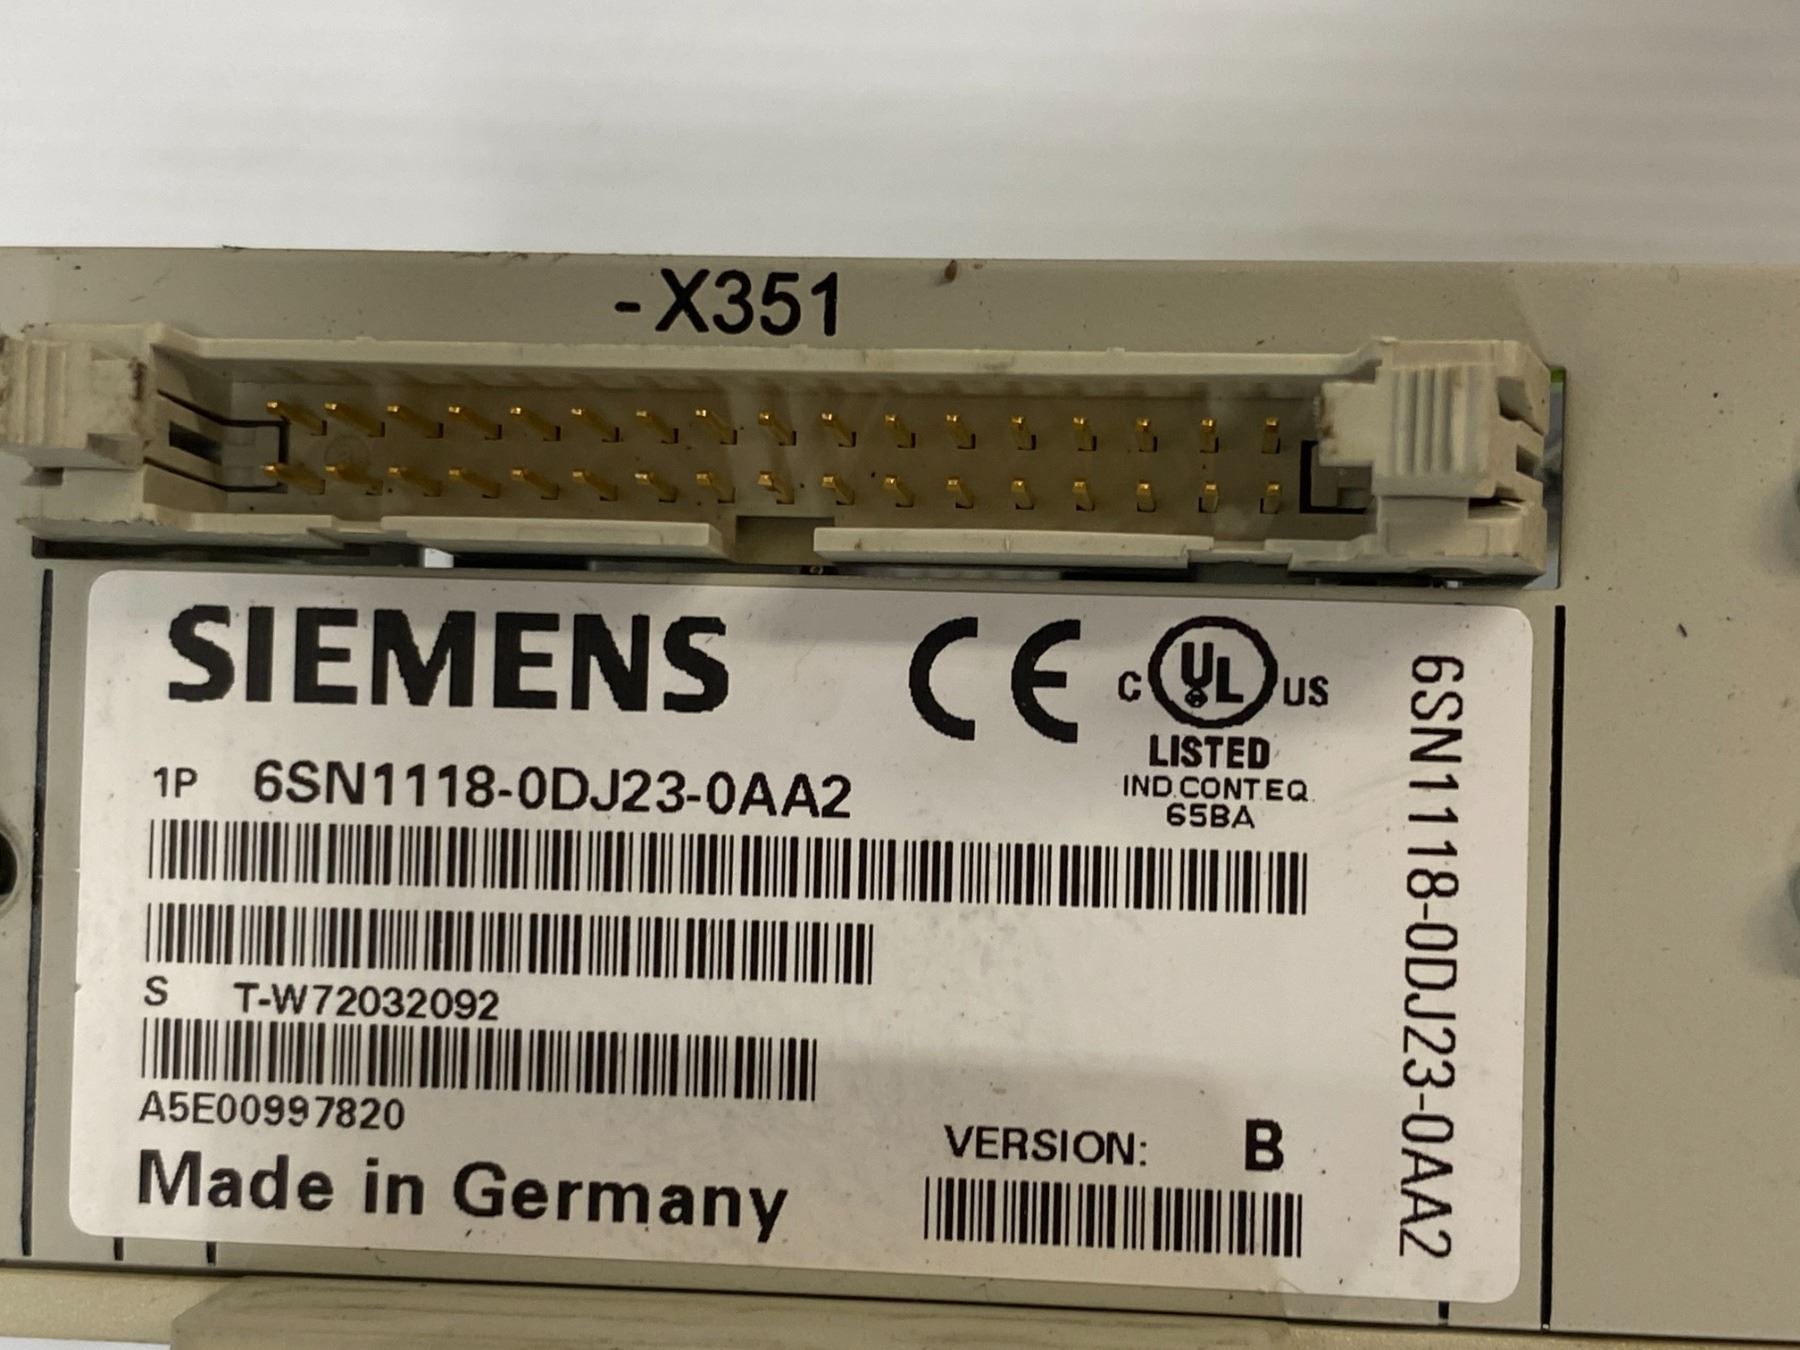 -X351
SIEMENS
CE
C UL US
LISTED
IND.CONT.EQ.
65BA
1P 6SN1118-0DJ23-0AA2
S T-W72032092
A5E00997820
Made in Germany
VERSION: B
6SN1118-0DJ23-0AA2